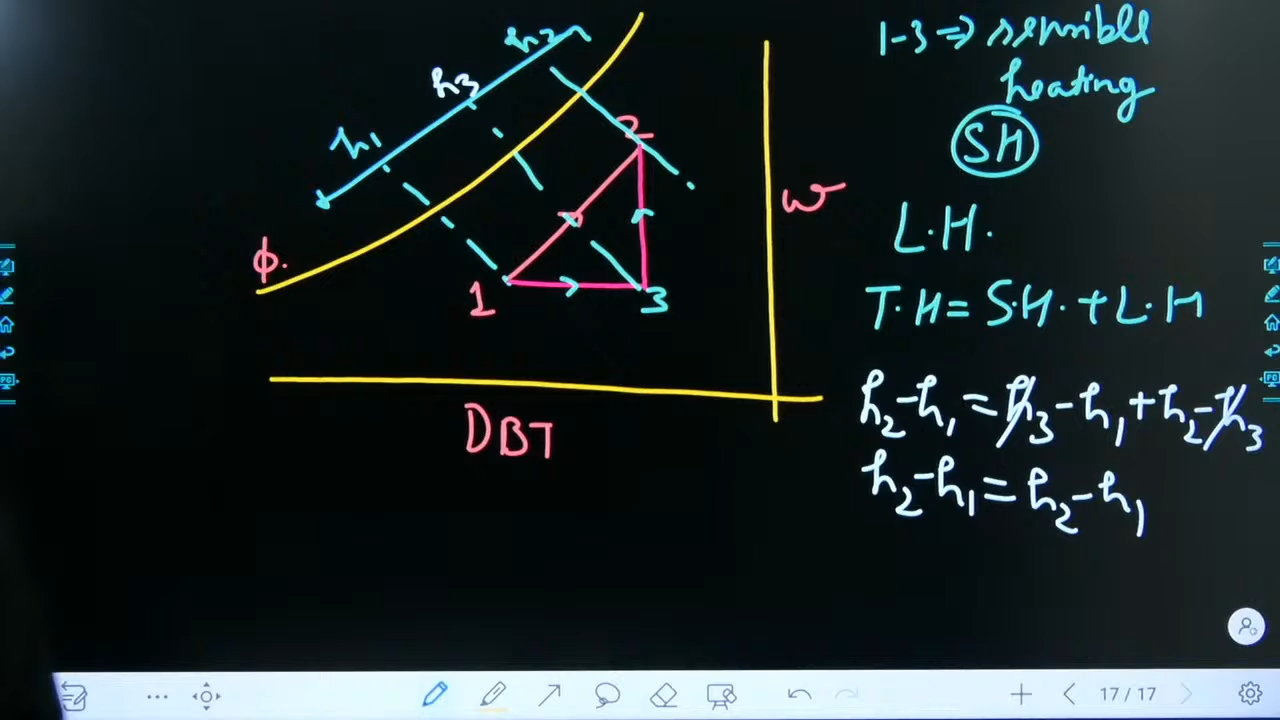 h₂
h₃
h₁
2
ϕ.
1
3
w
DBT
1-3 ⇒ sensible
heating
SH
L.H.
T.H = S.H. + L.H
h₂-h₁ = h₃-h₁+h₂-h₃
h₂-h₁ = h₂-h₁
17 / 17